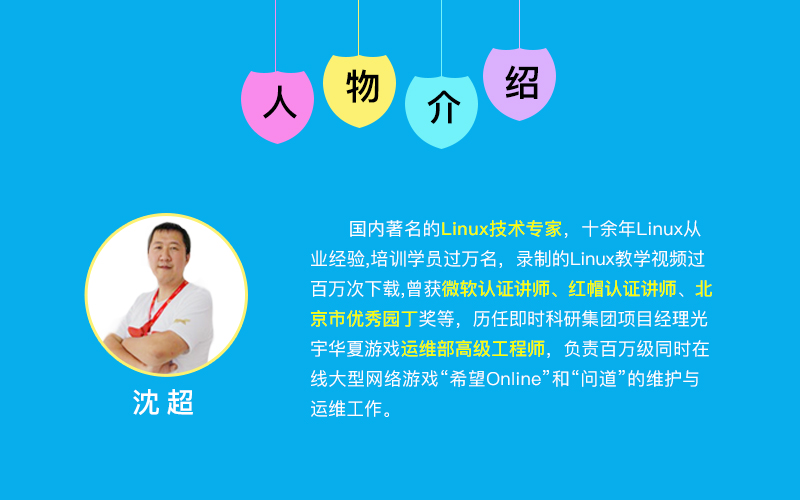 人物介绍
国内著名的Linux技术专家，十余年Linux从
业经验,培训学员过万名，录制的Linux教学视频过
百万次下载,曾获微软认证讲师、红帽认证讲师、北
京市优秀园丁奖等，历任即时科研集团项目经理光
宇华夏游戏运维部高级工程师，负责百万级同时在
线大型网络游戏“希望Online”和“问道”的维护与
运维工作。
沈超